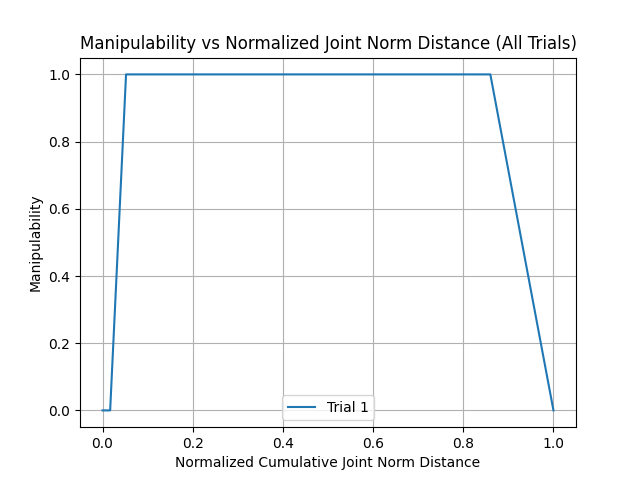 Manipulability vs Normalized Joint Norm Distance (All Trials)
1.0
0.8
0.6
0.4
0.2
0.0
Manipulability
Trial 1
0.0 0.2 0.4 0.6 0.8 1.0
Normalized Cumulative Joint Norm Distance